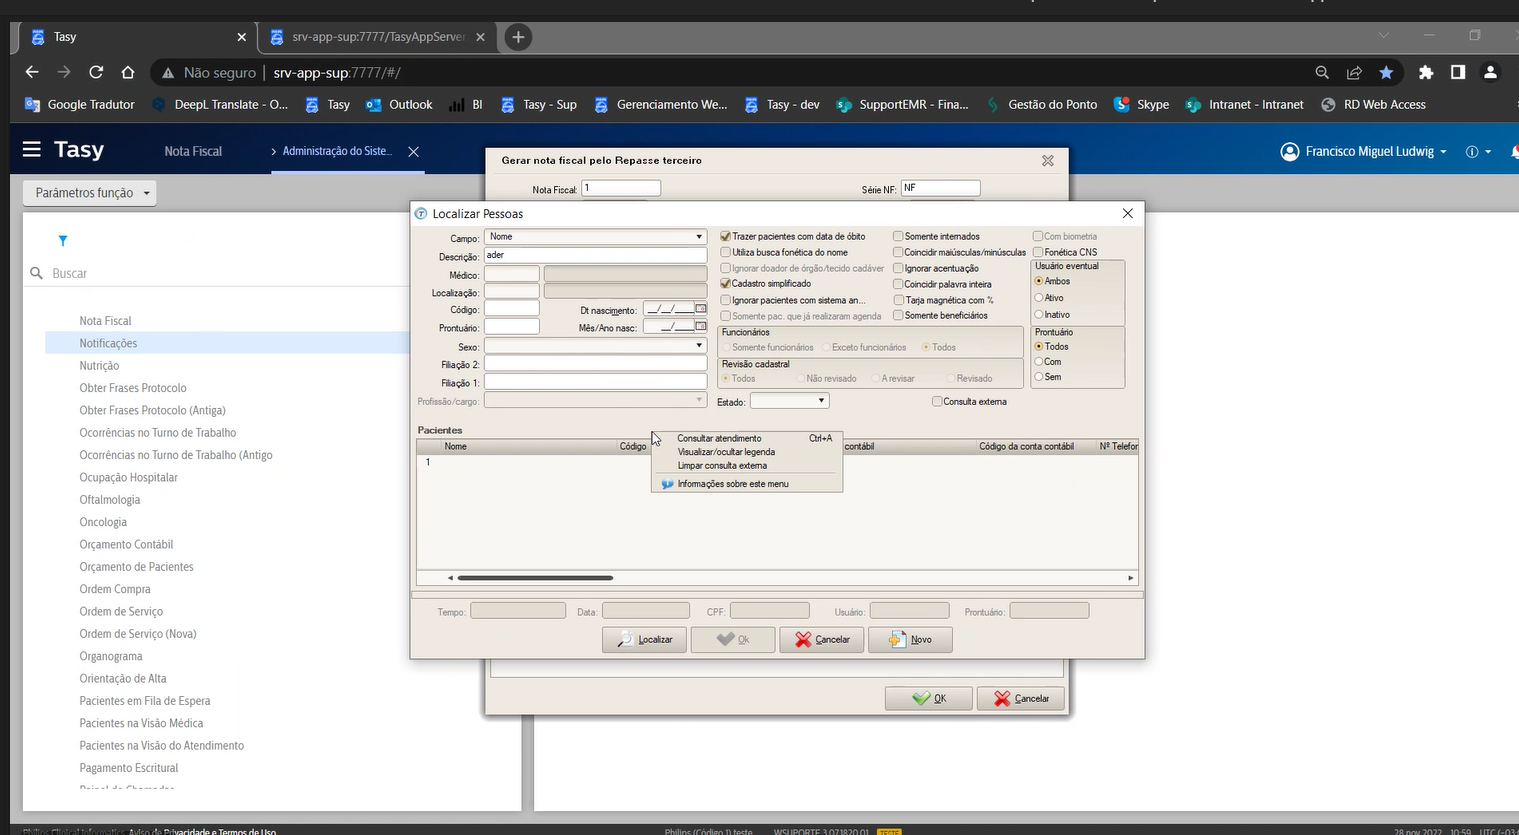 Tasy
srv-app-sup:7777/TasyAppServer
Não seguro
srv-app-sup:7777/#/
Google Tradutor
DeepL Translate - O...
Tasy
Outlook
BI
Tasy - Sup
Gerenciamento We...
Tasy - dev
SupportEMR - Fina...
Gestão do Ponto
Skype
Intranet - Intranet
RD Web Access
Tasy
Nota Fiscal
Administração do Siste...
Francisco Miguel Ludwig
Parâmetros função
Buscar
Nota Fiscal
Notificações
Nutrição
Obter Frases Protocolo
Obter Frases Protocolo (Antiga)
Ocorrências no Turno de Trabalho
Ocorrências no Turno de Trabalho (Antigo
Ocupação Hospitalar
Oftalmologia
Oncologia
Orçamento Contábil
Orçamento de Pacientes
Ordem Compra
Ordem de Serviço
Ordem de Serviço (Nova)
Organograma
Orientação de Alta
Pacientes em Fila de Espera
Pacientes na Visão Médica
Pacientes na Visão do Atendimento
Pagamento Escritural
Gerar nota fiscal pelo Repasse terceiro
Nota Fiscal: 1
Série NF: NF
Localizar Pessoas
Campo: Nome
Descrição: ader
Médico:
Localização:
Código:
Dt nascimento: __/__/____
Prontuário:
Mês/Ano nasc: __/____
Sexo:
Filiação 2:
Filiação 1:
Profissão/cargo:
Trazer pacientes com data de óbito
Utiliza busca fonética do nome
Ignorar doador de órgão/tecido cadáver
Cadastro simplificado
Ignorar pacientes com sistema an...
Somente pac. que já realizaram agenda
Somente internados
Coincidir maiúsculas/minúsculas
Ignorar acentuação
Coincidir palavra inteira
Tarja magnética com %
Somente beneficiários
Com biometria
Fonética CNS
Usuário eventual
Ambos
Ativo
Inativo
Funcionários
Somente funcionários
Exceto funcionários
Todos
Revisão cadastral
Todos
Não revisado
A revisar
Revisado
Prontuário
Todos
Com
Sem
Estado:
Consulta externa
Pacientes
Nome
Código
contábil
Código da conta contábil
Nº Telefor
1
Consultar atendimento Ctrl+A
Visualizar/ocultar legenda
Limpar consulta externa
Informações sobre este menu
Tempo:
Data:
CPF:
Usuário:
Prontuário:
Localizar
Ok
Cancelar
Novo
OK
Cancelar
Philips Clinical Informatics Aviso de Privacidade e Termos de Uso
Philips (Código 1) teste
WSUPORTE 3.07.1820.01
TESTE
28 nov 2022 10:59 UTC (-03: